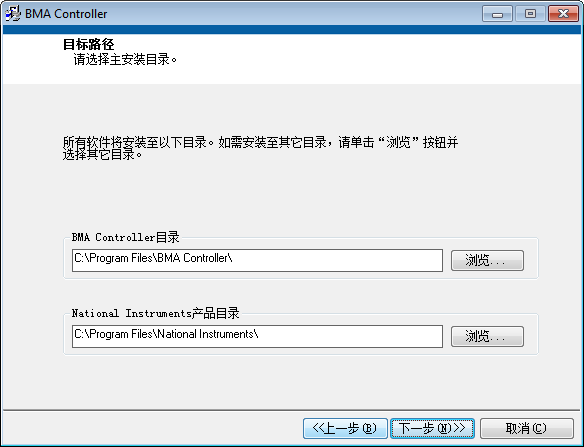 BMA Controller
目标路径
请选择主安装目录。
所有软件将安装至以下目录。如需安装至其它目录，请单击“浏览”按钮并
选择其它目录。
BMA Controller目录
C:\Program Files\BMA Controller\
浏览...
National Instruments产品目录
C:\Program Files\National Instruments\
浏览...
<<上一步(B)
下一步(N)>>
取消(C)